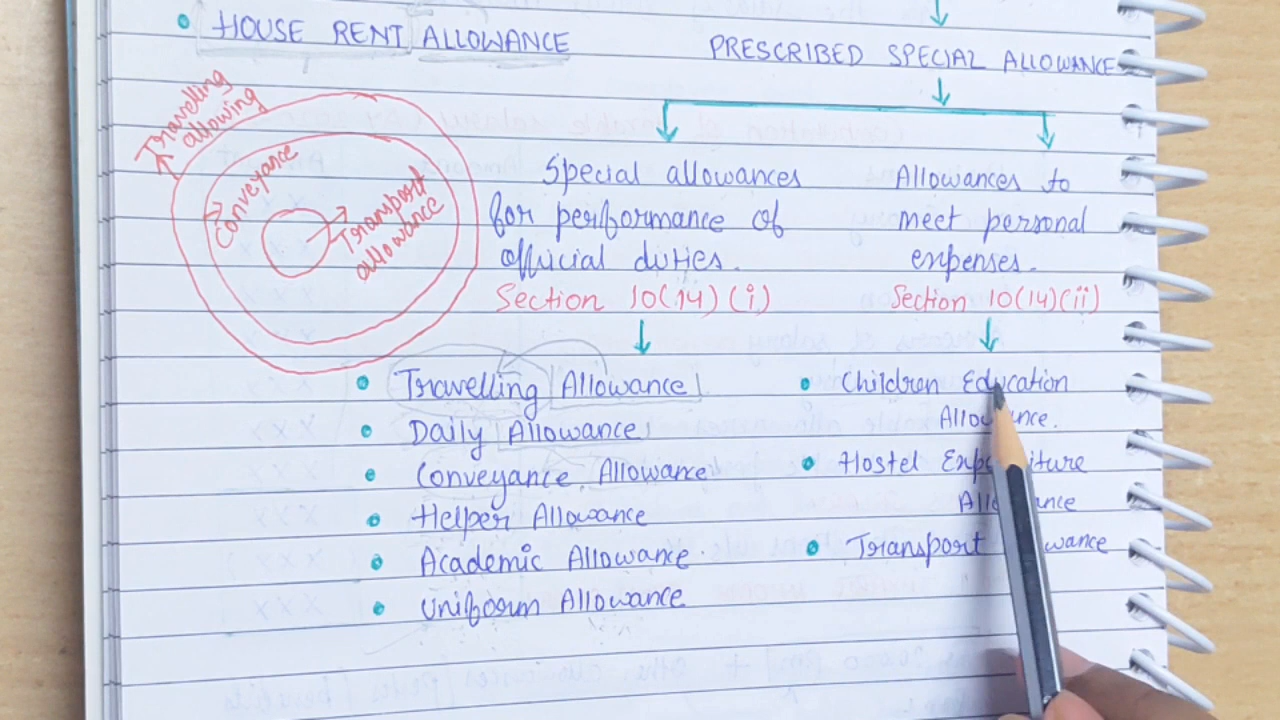 HOUSE RENT ALLOWANCE
PRESCRIBED SPECIAL ALLOWANCE
Travelling
allowing
Conveyance
Transport
allowance
Special allowances
for performance of
official duties.
Section 10(14) (i)
Travelling Allowance
Daily Allowance
Conveyance Allowance
Helper Allowance
Academic Allowance
Uniform Allowance
Allowances to
meet personal
expenses.
Section 10(14)(ii)
Children Education
Allowance.
Hostel Expenditure
Allowance
Transport Allowance